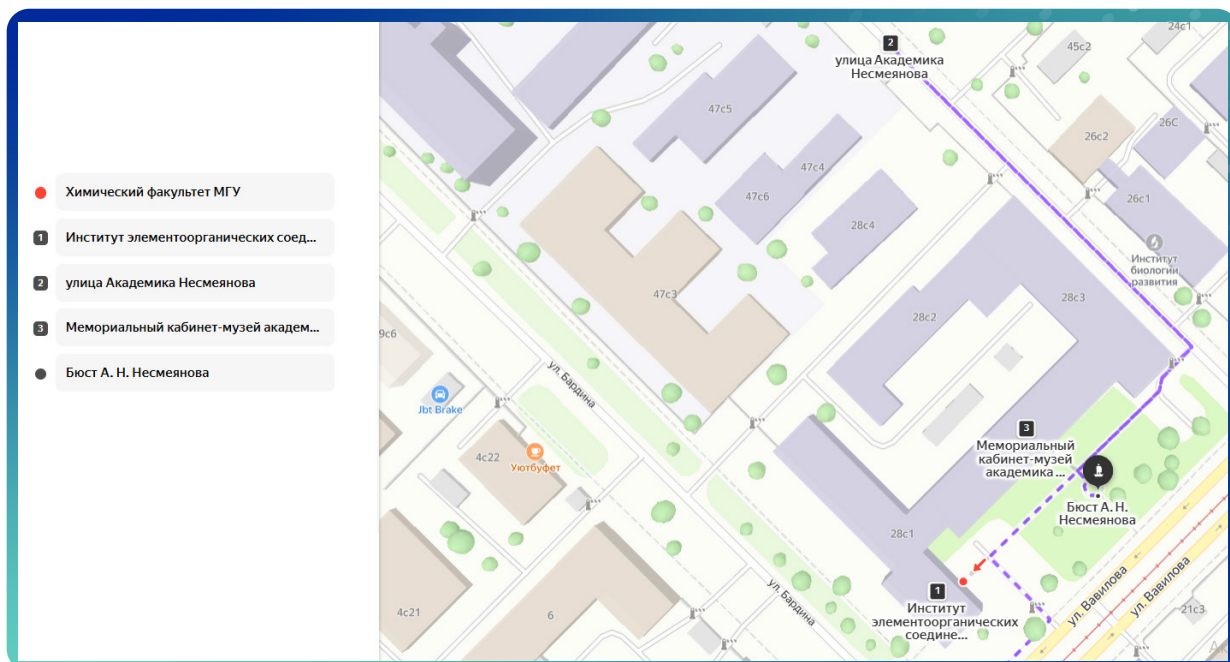 Химический факультет МГУ
1
Институт элементоорганических соед...
2
улица Академика Несмеянова
3
Мемориальный кабинет-музей академ...
Бюст А. Н. Несмеянова
2
улица Академика
Несмеянова
45с2
24с1
47с5
26с2
26С
47с4
47с6
26с1
28с4
Институт
биологии
развития
47с3
28с3
28с2
9с6
ул. Бардина
Jbt Brake
3
Мемориальный
кабинет-музей
академика ...
4с22
Уютбуфет
Бюст А. Н.
Несмеянова
28с1
ул. Вавилова
ул. Вавилова
ул. Бардина
1
Институт
элементоорганических
соедине...
4с21
6
21с3